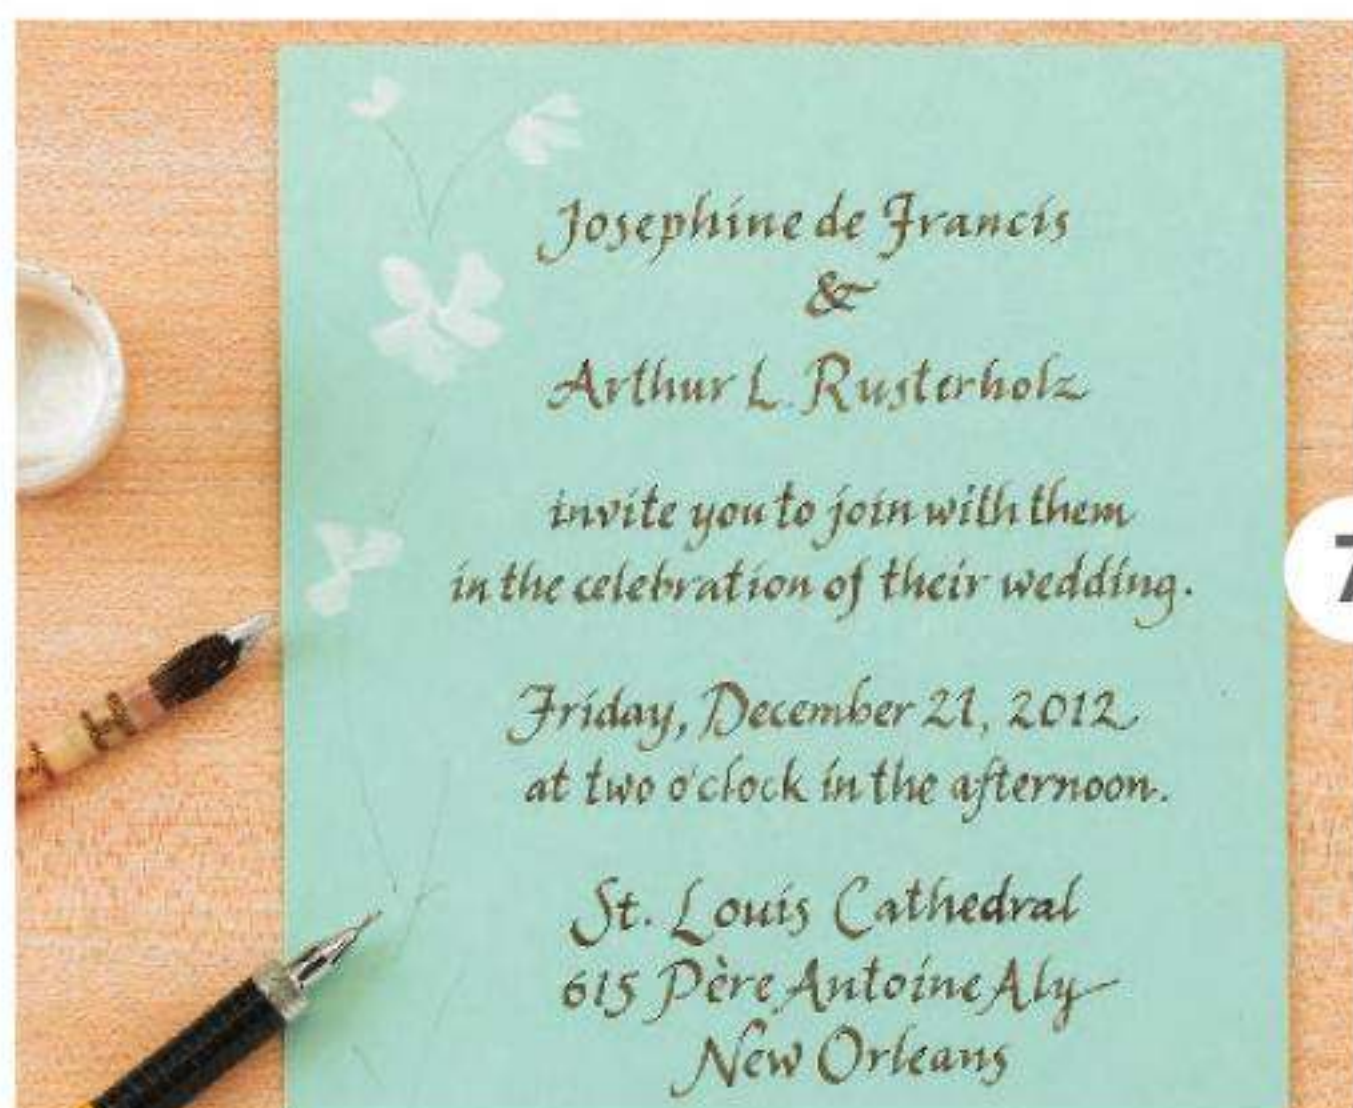 Josephine de Francis
&
Arthur L. Rusterholz
invite you to join with them
in the celebration of their wedding.
Friday, December 21, 2012
at two o'clock in the afternoon.
St. Louis Cathedral
615 Père Antoine Aly
New Orleans
7